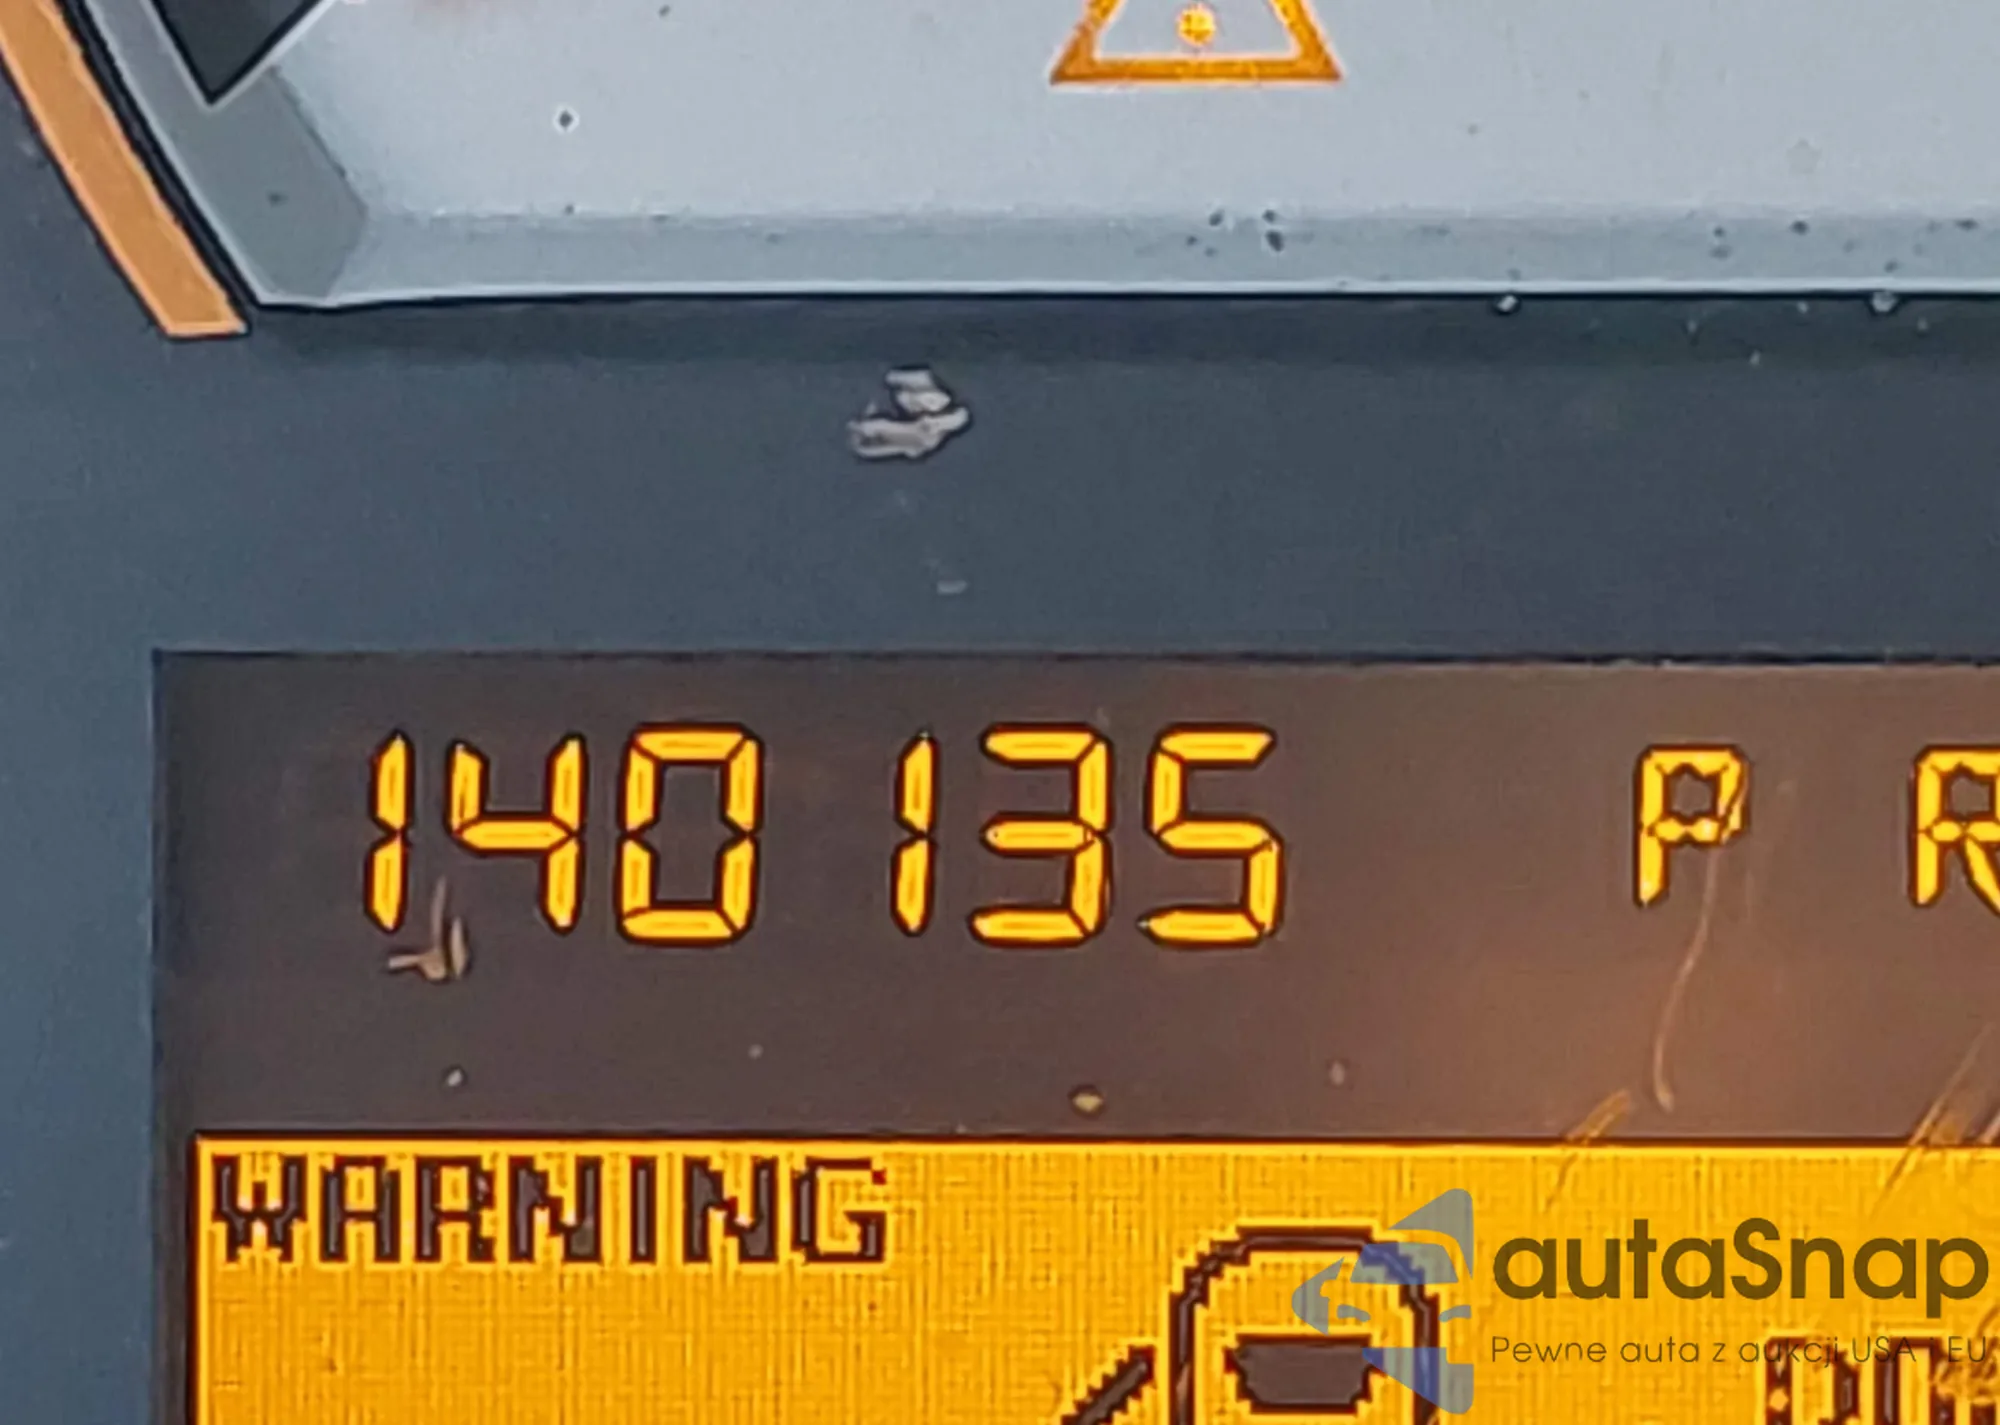 140 135 P R
WARNING
autaSnap
Pewne auta z aukcji USA i EU